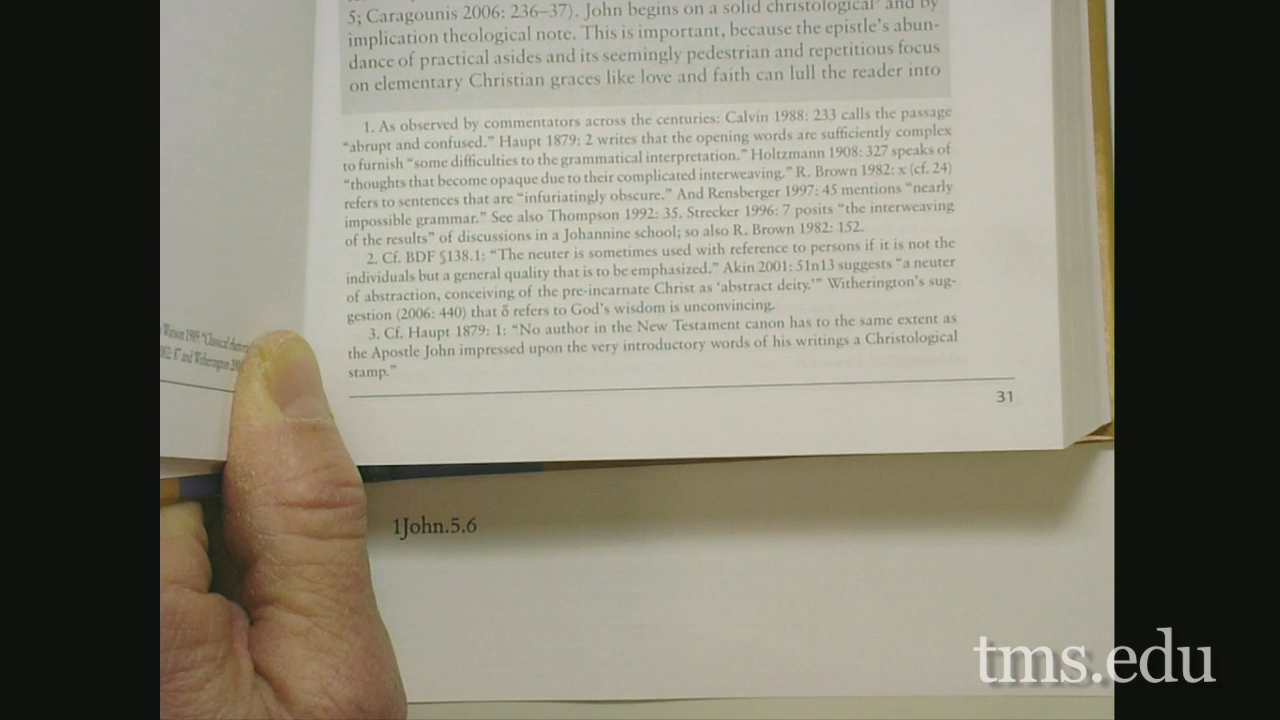 5; Caragounis 2006: 236–37). John begins on a solid christological³ and by
implication theological note. This is important, because the epistle's abun-
dance of practical asides and its seemingly pedestrian and repetitious focus
on elementary Christian graces like love and faith can lull the reader into
1. As observed by commentators across the centuries: Calvin 1988: 233 calls the passage
“abrupt and confused.” Haupt 1879: 2 writes that the opening words are sufficiently complex
to furnish “some difficulties to the grammatical interpretation.” Holtzmann 1908: 327 speaks of
“thoughts that become opaque due to their complicated interweaving.” R. Brown 1982: x (cf. 24)
refers to sentences that are “infuriatingly obscure.” And Rensberger 1997: 45 mentions “nearly
impossible grammar.” See also Thompson 1992: 35. Strecker 1996: 7 posits “the interweaving
of the results” of discussions in a Johannine school; so also R. Brown 1982: 152.
2. Cf. BDF §138.1: “The neuter is sometimes used with reference to persons if it is not the
individuals but a general quality that is to be emphasized.” Akin 2001: 51n13 suggests “a neuter
of abstraction, conceiving of the pre-incarnate Christ as ‘abstract deity.’” Witherington's sug-
gestion (2006: 440) that ὅ refers to God's wisdom is unconvincing.
3. Cf. Haupt 1879: 1: “No author in the New Testament canon has to the same extent as
the Apostle John impressed upon the very introductory words of his writings a Christological
stamp.”
31
Watson 1989: “Classical
87 and Witherington
1John.5.6
tms.edu